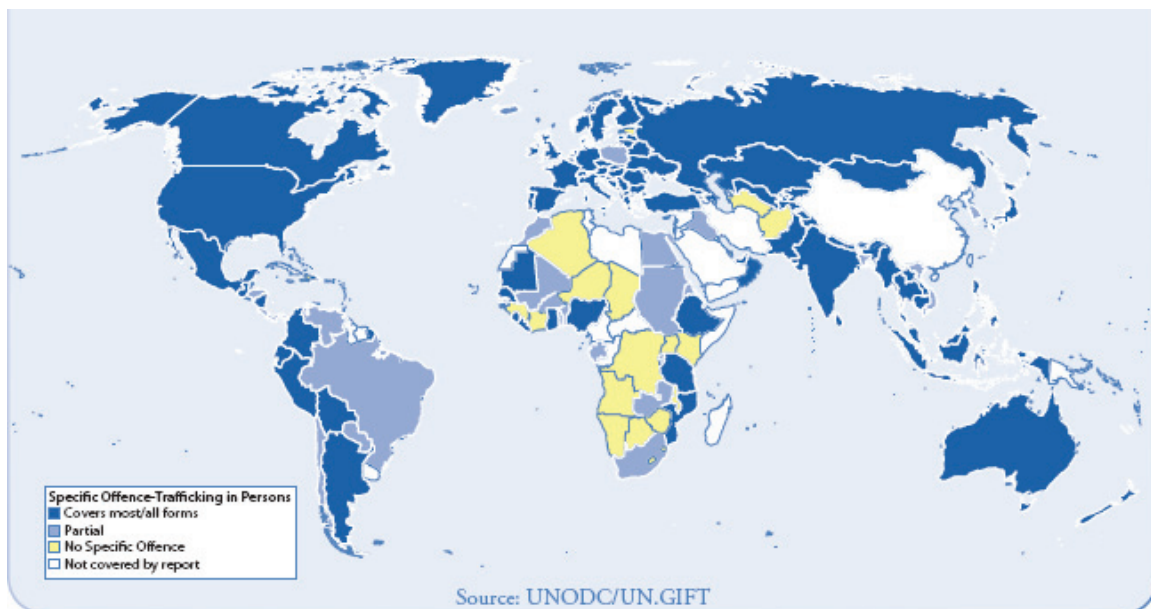 Specific Offence-Trafficking in Persons
Covers most/all forms
Partial
No Specific Offence
Not covered by report
Source: UNODC/UN.GIFT